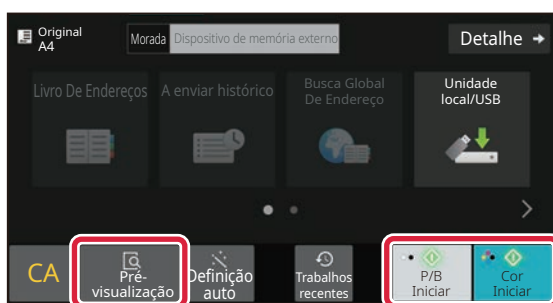 Original
A4
Morada Dispositivo de memória externo
Detalhe
Livro De Endereços
A enviar histórico
Busca Global
De Endereço
Unidade
local/USB
CA
Pré-
visualização
Definição
auto
Trabalhos
recentes
P/B
Iniciar
Cor
Iniciar